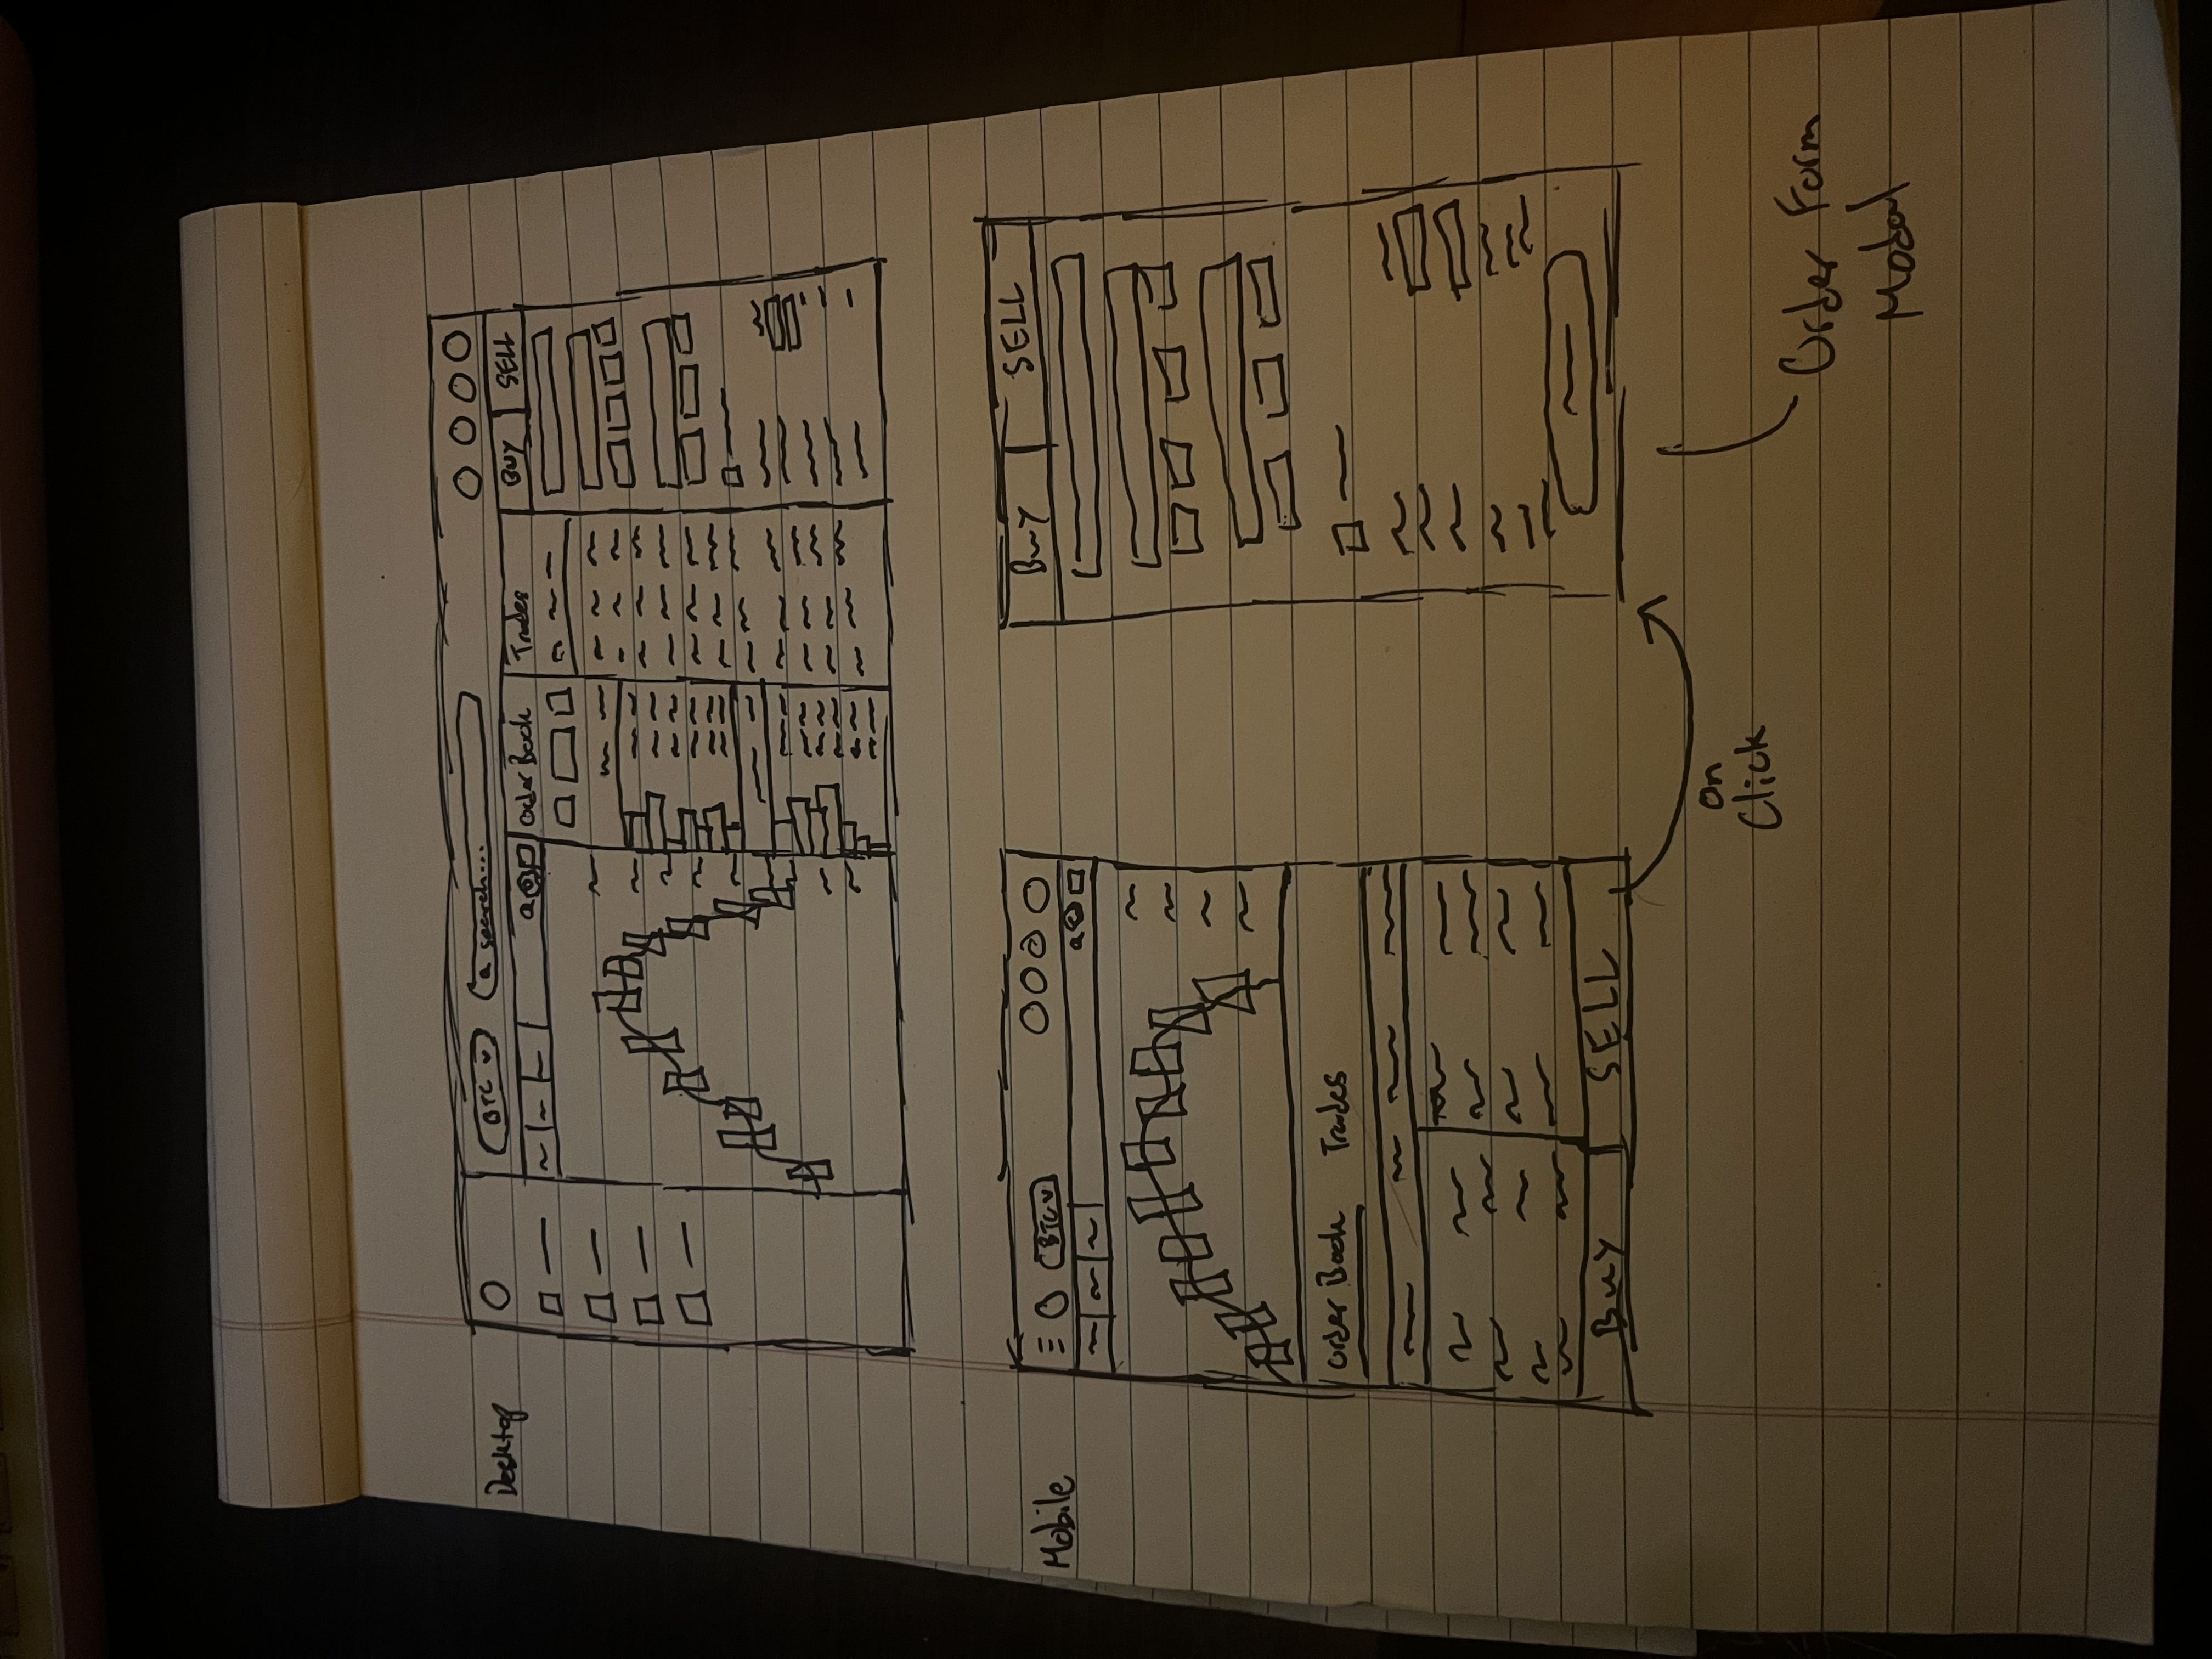 Desktop
BTC
search...
Order Book
Trades
BUY
SELL
Mobile
BTC
Order Book
Trades
Buy
SELL
Buy
SELL
On
Click
Order Form
Modal